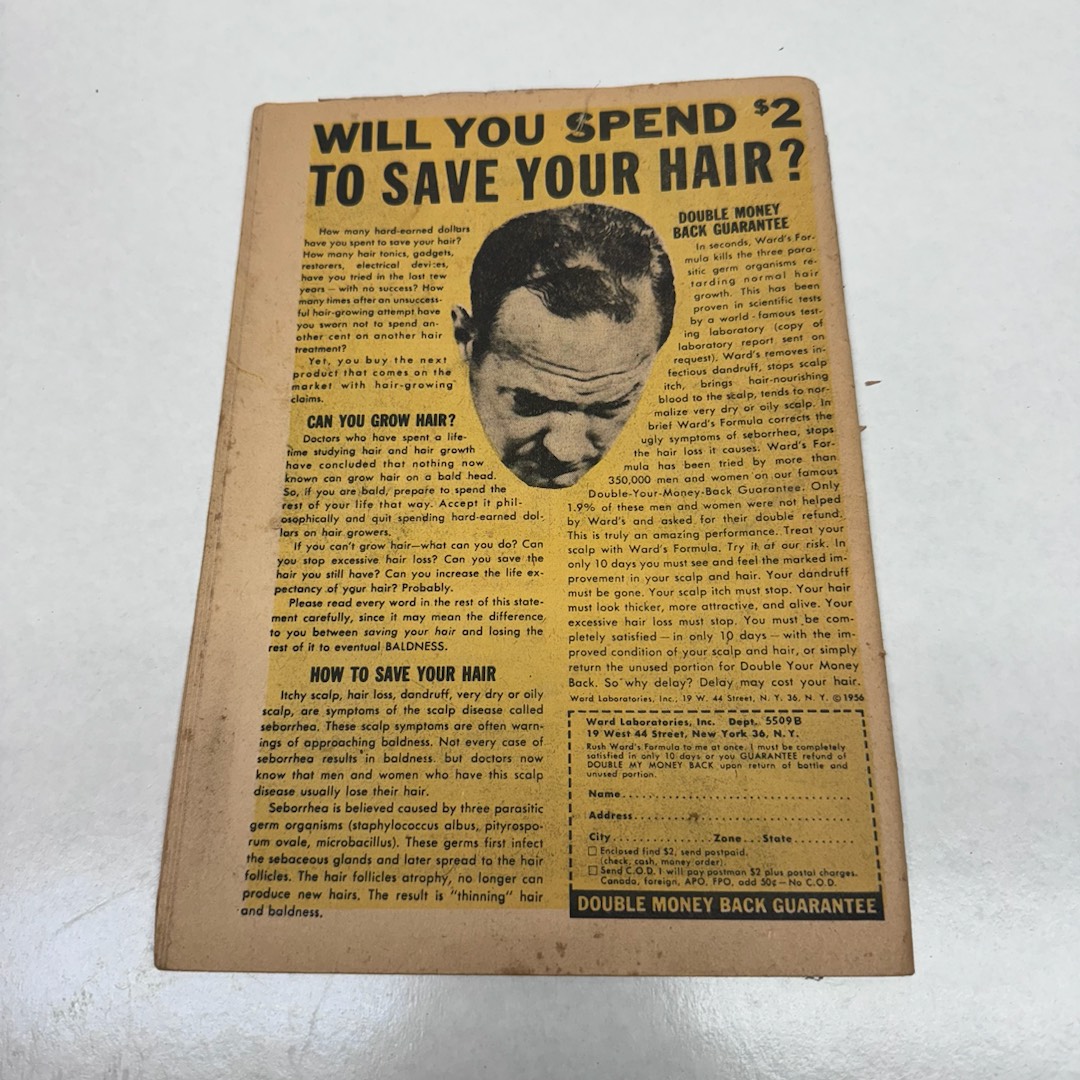 WILL YOU SPEND $2
TO SAVE YOUR HAIR?
How many hard-earned dollars
have you spent to save your hair?
How many hair tonics, gadgets,
restorers, electrical devices,
have you tried in the last few
years — with no success? How
many times after an unsuccess-
ful hair-growing attempt have
you sworn not to spend an-
other cent on another hair
treatment?
Yet, you buy the next
product that comes on the
market with hair-growing
claims.
CAN YOU GROW HAIR?
Doctors who have spent a life-
time studying hair and hair growth
have concluded that nothing now
known can grow hair on a bald head.
So, if you are bald, prepare to spend the
rest of your life that way. Accept it phil-
osophically and quit spending hard-earned dol-
lars on hair growers.
If you can't grow hair—what can you do? Can
you stop excessive hair loss? Can you save the
hair you still have? Can you increase the life ex-
pectancy of your hair? Probably.
Please read every word in the rest of this state-
ment carefully, since it may mean the difference
to you between saving your hair and losing the
rest of it to eventual BALDNESS.
HOW TO SAVE YOUR HAIR
Itchy scalp, hair loss, dandruff, very dry or oily
scalp, are symptoms of the scalp disease called
seborrhea. These scalp symptoms are often warn-
ings of approaching baldness. Not every case of
seborrhea results in baldness, but doctors now
know that men and women who have this scalp
disease usually lose their hair.
Seborrhea is believed caused by three parasitic
germ organisms (staphylococcus albus, pityrospo-
rum ovale, microbacillus). These germs first infect
the sebaceous glands and later spread to the hair
follicles. The hair follicles atrophy, no longer can
produce new hairs. The result is "thinning" hair
and baldness.
DOUBLE MONEY
BACK GUARANTEE
In seconds, Ward's For-
mula kills the three para-
sitic germ organisms re-
tarding normal hair
growth. This has been
proven in scientific tests
by a world-famous test-
ing laboratory (copy of
laboratory report sent on
request). Ward's removes in-
fectious dandruff, stops scalp
itch, brings hair-nourishing
blood to the scalp, tends to nor-
malize very dry or oily scalp. In
brief Ward's Formula corrects the
ugly symptoms of seborrhea, stops
the hair loss it causes. Ward's For-
mula has been tried by more than
350,000 men and women on our famous
Double-Your-Money-Back Guarantee. Only
1.9% of these men and women were not helped
by Ward's and asked for their double refund.
This is truly an amazing performance. Treat your
scalp with Ward's Formula. Try it at our risk. In
only 10 days you must see and feel the marked im-
provement in your scalp and hair. Your dandruff
must be gone. Your scalp itch must stop. Your hair
must look thicker, more attractive, and alive. Your
excessive hair loss must stop. You must be com-
pletely satisfied — in only 10 days — with the im-
proved condition of your scalp and hair, or simply
return the unused portion for Double Your Money
Back. So why delay? Delay may cost your hair.
Ward Laboratories, Inc., 19 W. 44 Street, N. Y. 36, N. Y. © 1956
Ward Laboratories, Inc. Dept. 5509B
19 West 44 Street, New York 36, N. Y.
Rush Ward's Formula to me at once. I must be completely
satisfied in only 10 days or you GUARANTEE refund of
DOUBLE MY MONEY BACK upon return of bottle and
unused portion.
Name
Address
City Zone State
Enclosed find $2, send postpaid.
(check, cash, money order).
Send C.O.D. I will pay postman $2 plus postal charges.
Canada, foreign, APO, FPO, add 50¢ — No C.O.D.
DOUBLE MONEY BACK GUARANTEE